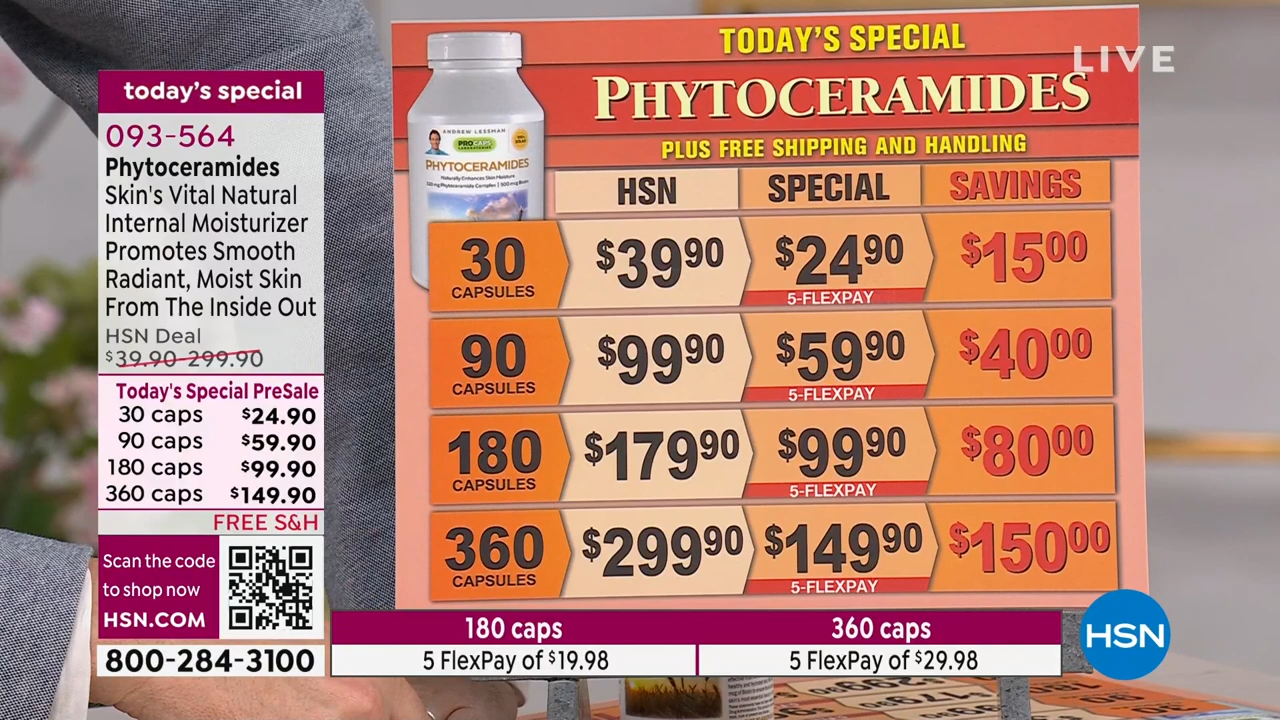 today's special
093-564
Phytoceramides
Skin's Vital Natural
Internal Moisturizer
Promotes Smooth
Radiant, Moist Skin
From The Inside Out
HSN Deal
$39.90-299.90
Today's Special PreSale
30 caps $24.90
90 caps $59.90
180 caps $99.90
360 caps $149.90
FREE S&H
Scan the code
to shop now
HSN.COM
800-284-3100
TODAY'S SPECIAL
LIVE
PHYTOCERAMIDES
PLUS FREE SHIPPING AND HANDLING
ANDREW LESSMAN
PROCAPS
LABORATORIES
PHYTOCERAMIDES
Naturally Enhances Skin Moisture
HSN SPECIAL SAVINGS
30 CAPSULES $39.90 $24.90 $15.00
5-FLEXPAY
90 CAPSULES $99.90 $59.90 $40.00
5-FLEXPAY
180 CAPSULES $179.90 $99.90 $80.00
5-FLEXPAY
360 CAPSULES $299.90 $149.90 $150.00
5-FLEXPAY
180 caps 360 caps
5 FlexPay of $19.98 5 FlexPay of $29.98
HSN